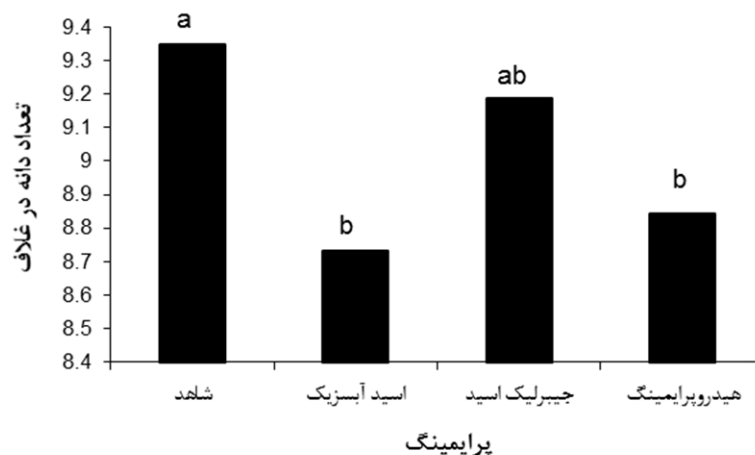 تعداد دانه در غلاف
9.4
9.3
9.2
9.1
9
8.9
8.8
8.7
8.6
8.5
8.4
a
b
ab
b
شاهد
اسید آبسزیک
جیبرلیک اسید
هیدروپرایمینگ
پرایمینگ